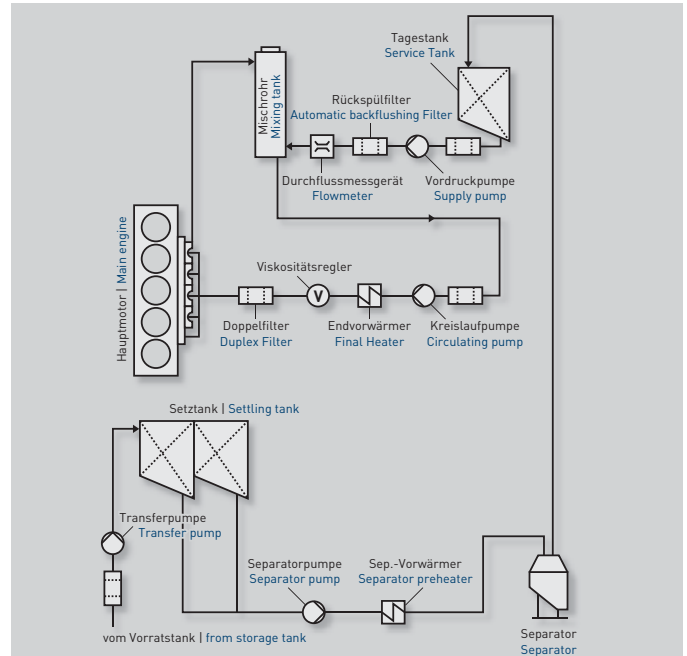 Tagestank
Service Tank
Mischrohr
Mixing tank
Rückspülfilter
Automatic backflushing Filter
Durchflussmessgerät
Flowmeter
Vordruckpumpe
Supply pump
Hauptmotor | Main engine
Viskositätsregler
V
Doppelfilter
Duplex Filter
Endvorwärmer
Final Heater
Kreislaufpumpe
Circulating pump
Setztank | Settling tank
Transferpumpe
Transfer pump
Separatorpumpe
Separator pump
Sep.-Vorwärmer
Separator preheater
vom Vorratstank | from storage tank
Separator
Separator